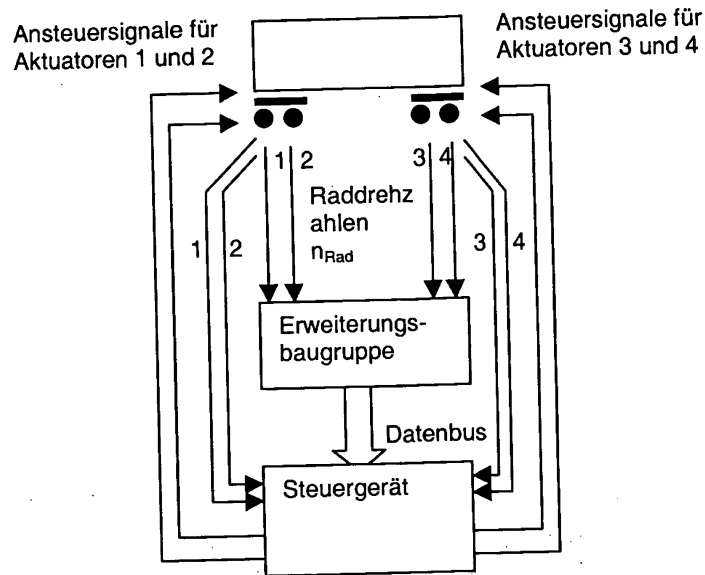 Ansteuersignale für
Aktuatoren 1 und 2
Ansteuersignale für
Aktuatoren 3 und 4
1 2
3 4
Raddrehz
ahlen
nRad
1 2
3 4
Erweiterungs-
baugruppe
Datenbus
Steuergerät